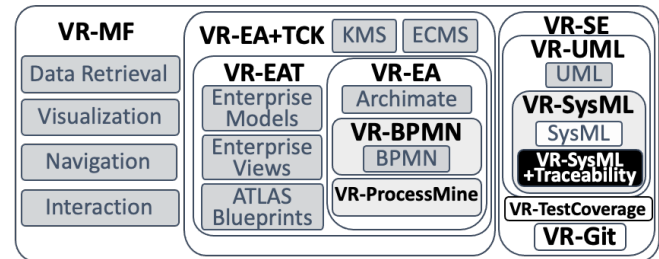 VR-MF
Data Retrieval
Visualization
Navigation
Interaction
VR-EA+TCK
KMS
ECMS
VR-EAT
Enterprise
Models
Enterprise
Views
ATLAS
Blueprints
VR-EA
Archimate
VR-BPMN
BPMN
VR-ProcessMine
VR-SE
VR-UML
UML
VR-SysML
SysML
VR-SysML
+Traceability
VR-TestCoverage
VR-Git